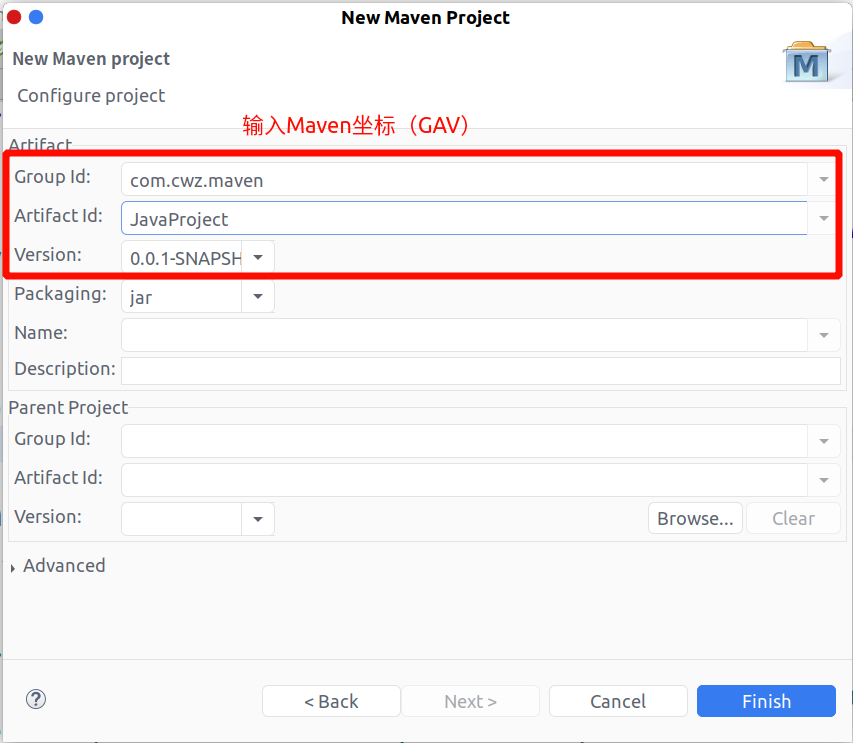 New Maven Project
New Maven project
M
Configure project
输入Maven坐标（GAV）
Artifact
Group Id: com.cwz.maven
Artifact Id: JavaProject
Version: 0.0.1-SNAPSH
Packaging: jar
Name:
Description:
Parent Project
Group Id:
Artifact Id:
Version: Browse... Clear
Advanced
? < Back Next > Cancel Finish